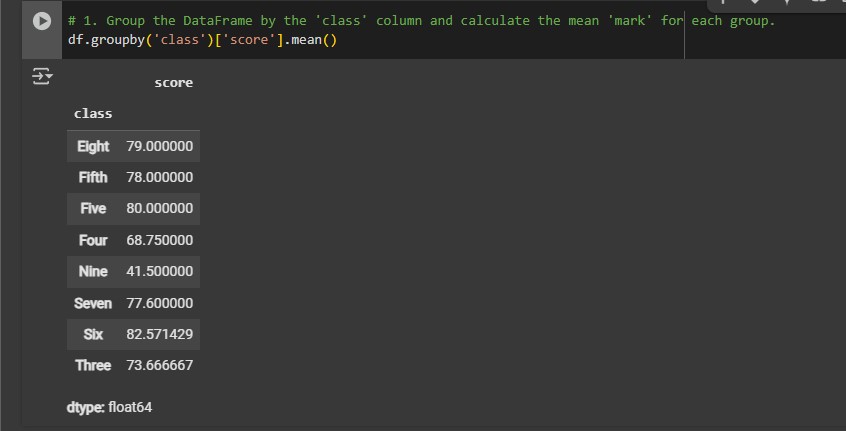 # 1. Group the DataFrame by the 'class' column and calculate the mean 'mark' for each group.
df.groupby('class')['score'].mean()
score
class
Eight 79.000000
Fifth 78.000000
Five 80.000000
Four 68.750000
Nine 41.500000
Seven 77.600000
Six 82.571429
Three 73.666667
dtype: float64